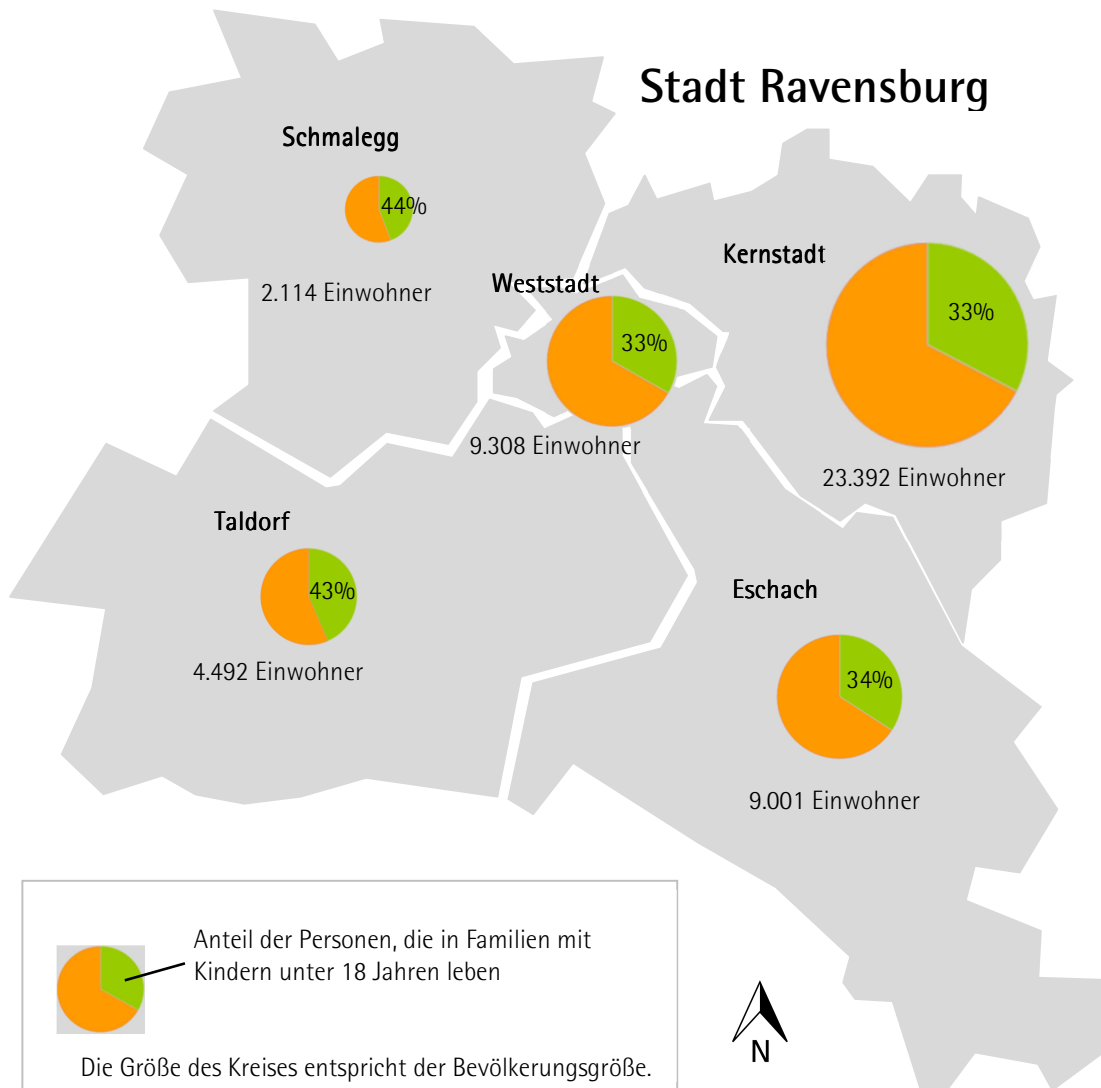 Stadt Ravensburg
Schmalegg
44%
2.114 Einwohner
Kernstadt
33%
23.392 Einwohner
Weststadt
33%
9.308 Einwohner
Taldorf
43%
4.492 Einwohner
Eschach
34%
9.001 Einwohner
Anteil der Personen, die in Familien mit
Kindern unter 18 Jahren leben
Die Größe des Kreises entspricht der Bevölkerungsgröße.
N